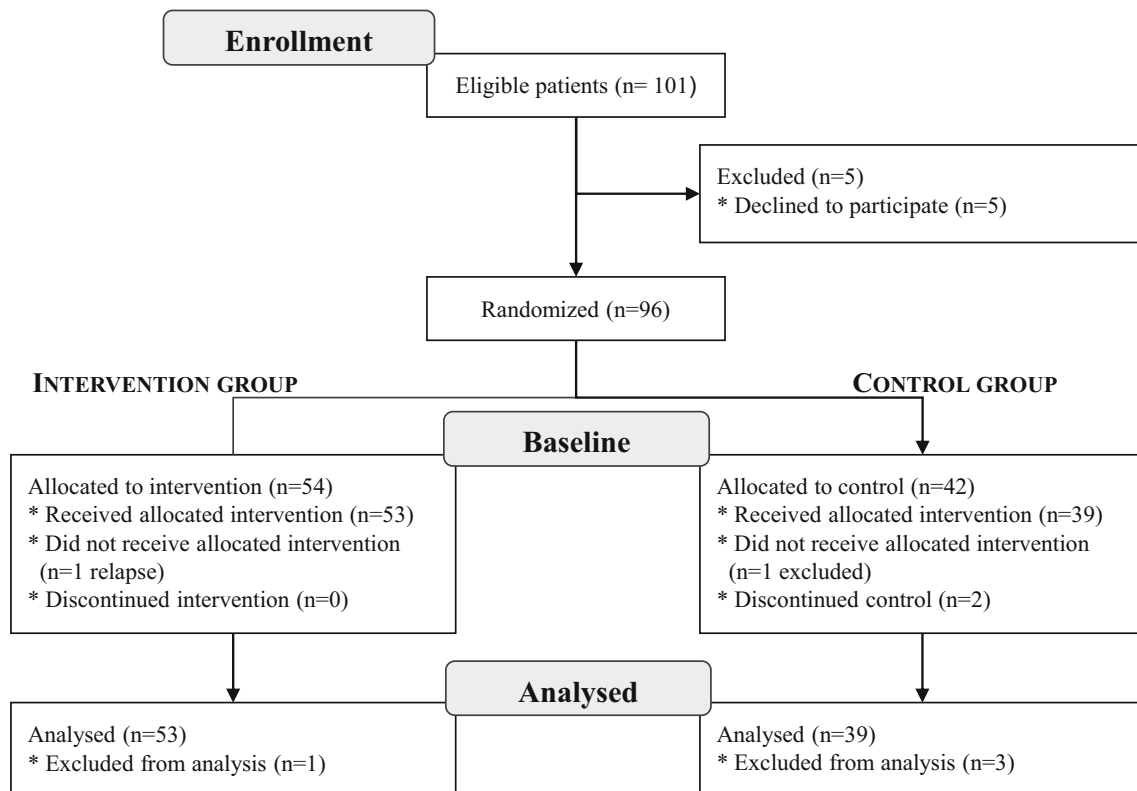 Enrollment
Eligible patients (n= 101)
Excluded (n=5)
* Declined to participate (n=5)
Randomized (n=96)
INTERVENTION GROUP
CONTROL GROUP
Baseline
Allocated to intervention (n=54)
* Received allocated intervention (n=53)
* Did not receive allocated intervention
(n=1 relapse)
* Discontinued intervention (n=0)
Allocated to control (n=42)
* Received allocated intervention (n=39)
* Did not receive allocated intervention
(n=1 excluded)
* Discontinued control (n=2)
Analysed
Analysed (n=53)
* Excluded from analysis (n=1)
Analysed (n=39)
* Excluded from analysis (n=3)